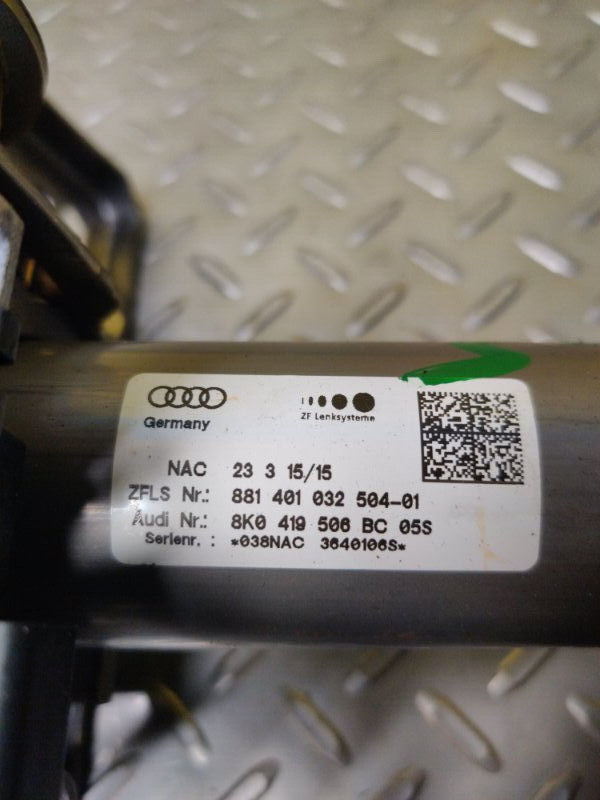 Germany
ZF Lenksysteme
NAC 23 3 15/15
ZFLS Nr.: 881 401 032 504-01
Audi Nr.: 8K0 419 506 BC 05S
Serienr. : *038NAC 3640106S*